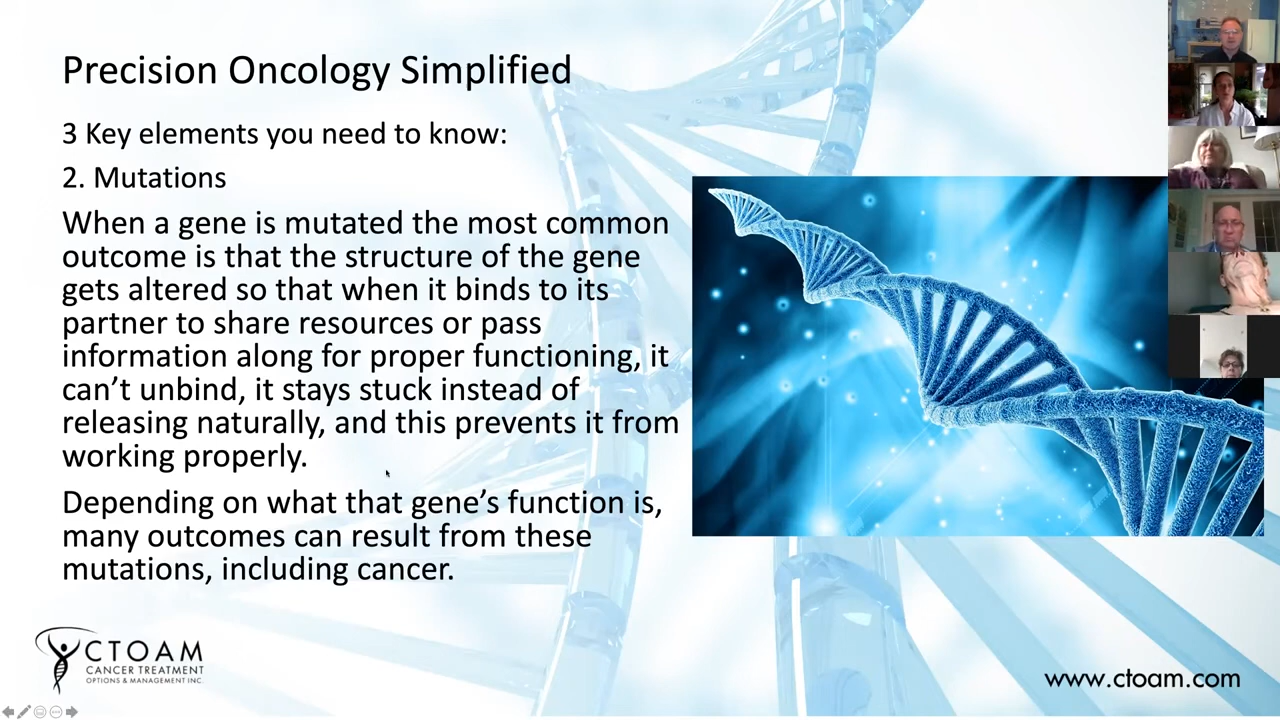 Precision Oncology Simplified
3 Key elements you need to know:
2. Mutations
When a gene is mutated the most common
outcome is that the structure of the gene
gets altered so that when it binds to its
partner to share resources or pass
information along for proper functioning, it
can’t unbind, it stays stuck instead of
releasing naturally, and this prevents it from
working properly.
Depending on what that gene’s function is,
many outcomes can result from these
mutations, including cancer.
CTOAM
CANCER TREATMENT
OPTIONS & MANAGEMENT INC.
www.ctoam.com